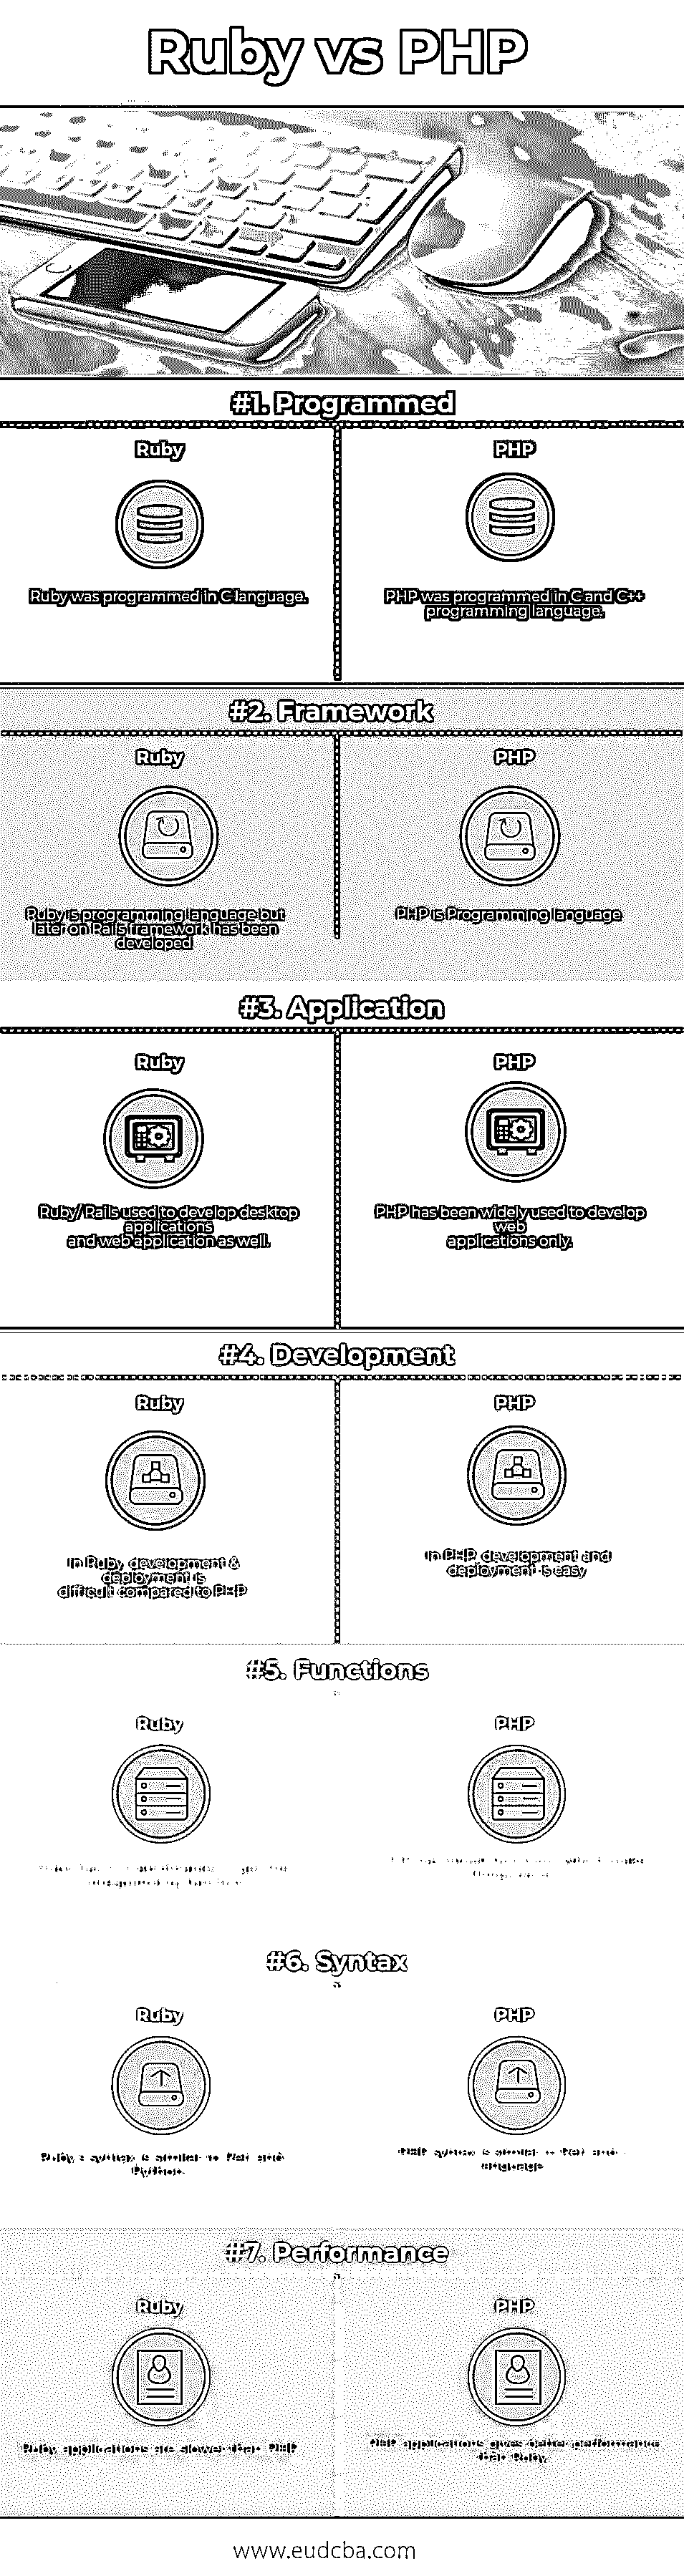 Ruby vs PHP
#1. Programmed
Ruby
PHP
Ruby was programmed in C language.
PHP was programmed in C and C++
programming language.
#2. Framework
Ruby
PHP
Ruby is programming language but
later on Rails framework has been
developed
PHP is Programming language
#3. Application
Ruby
PHP
Ruby/ Rails used to develop desktop
applications
and web application as well.
PHP has been widely used to develop
web
applications only.
#4. Development
Ruby
PHP
In Ruby, development &
deployment is
difficult compared to PHP
In PHP, development and
deployment is easy
#5. Functions
Ruby
PHP
#6. Syntax
Ruby
PHP
Ruby's syntax is similar to Perl and
Python.
PHP syntax is similar to Perl and
language
#7. Performance
Ruby
PHP
Ruby applications are slower than PHP
PHP applications gives better performance
than Ruby.
www.eudcba.com